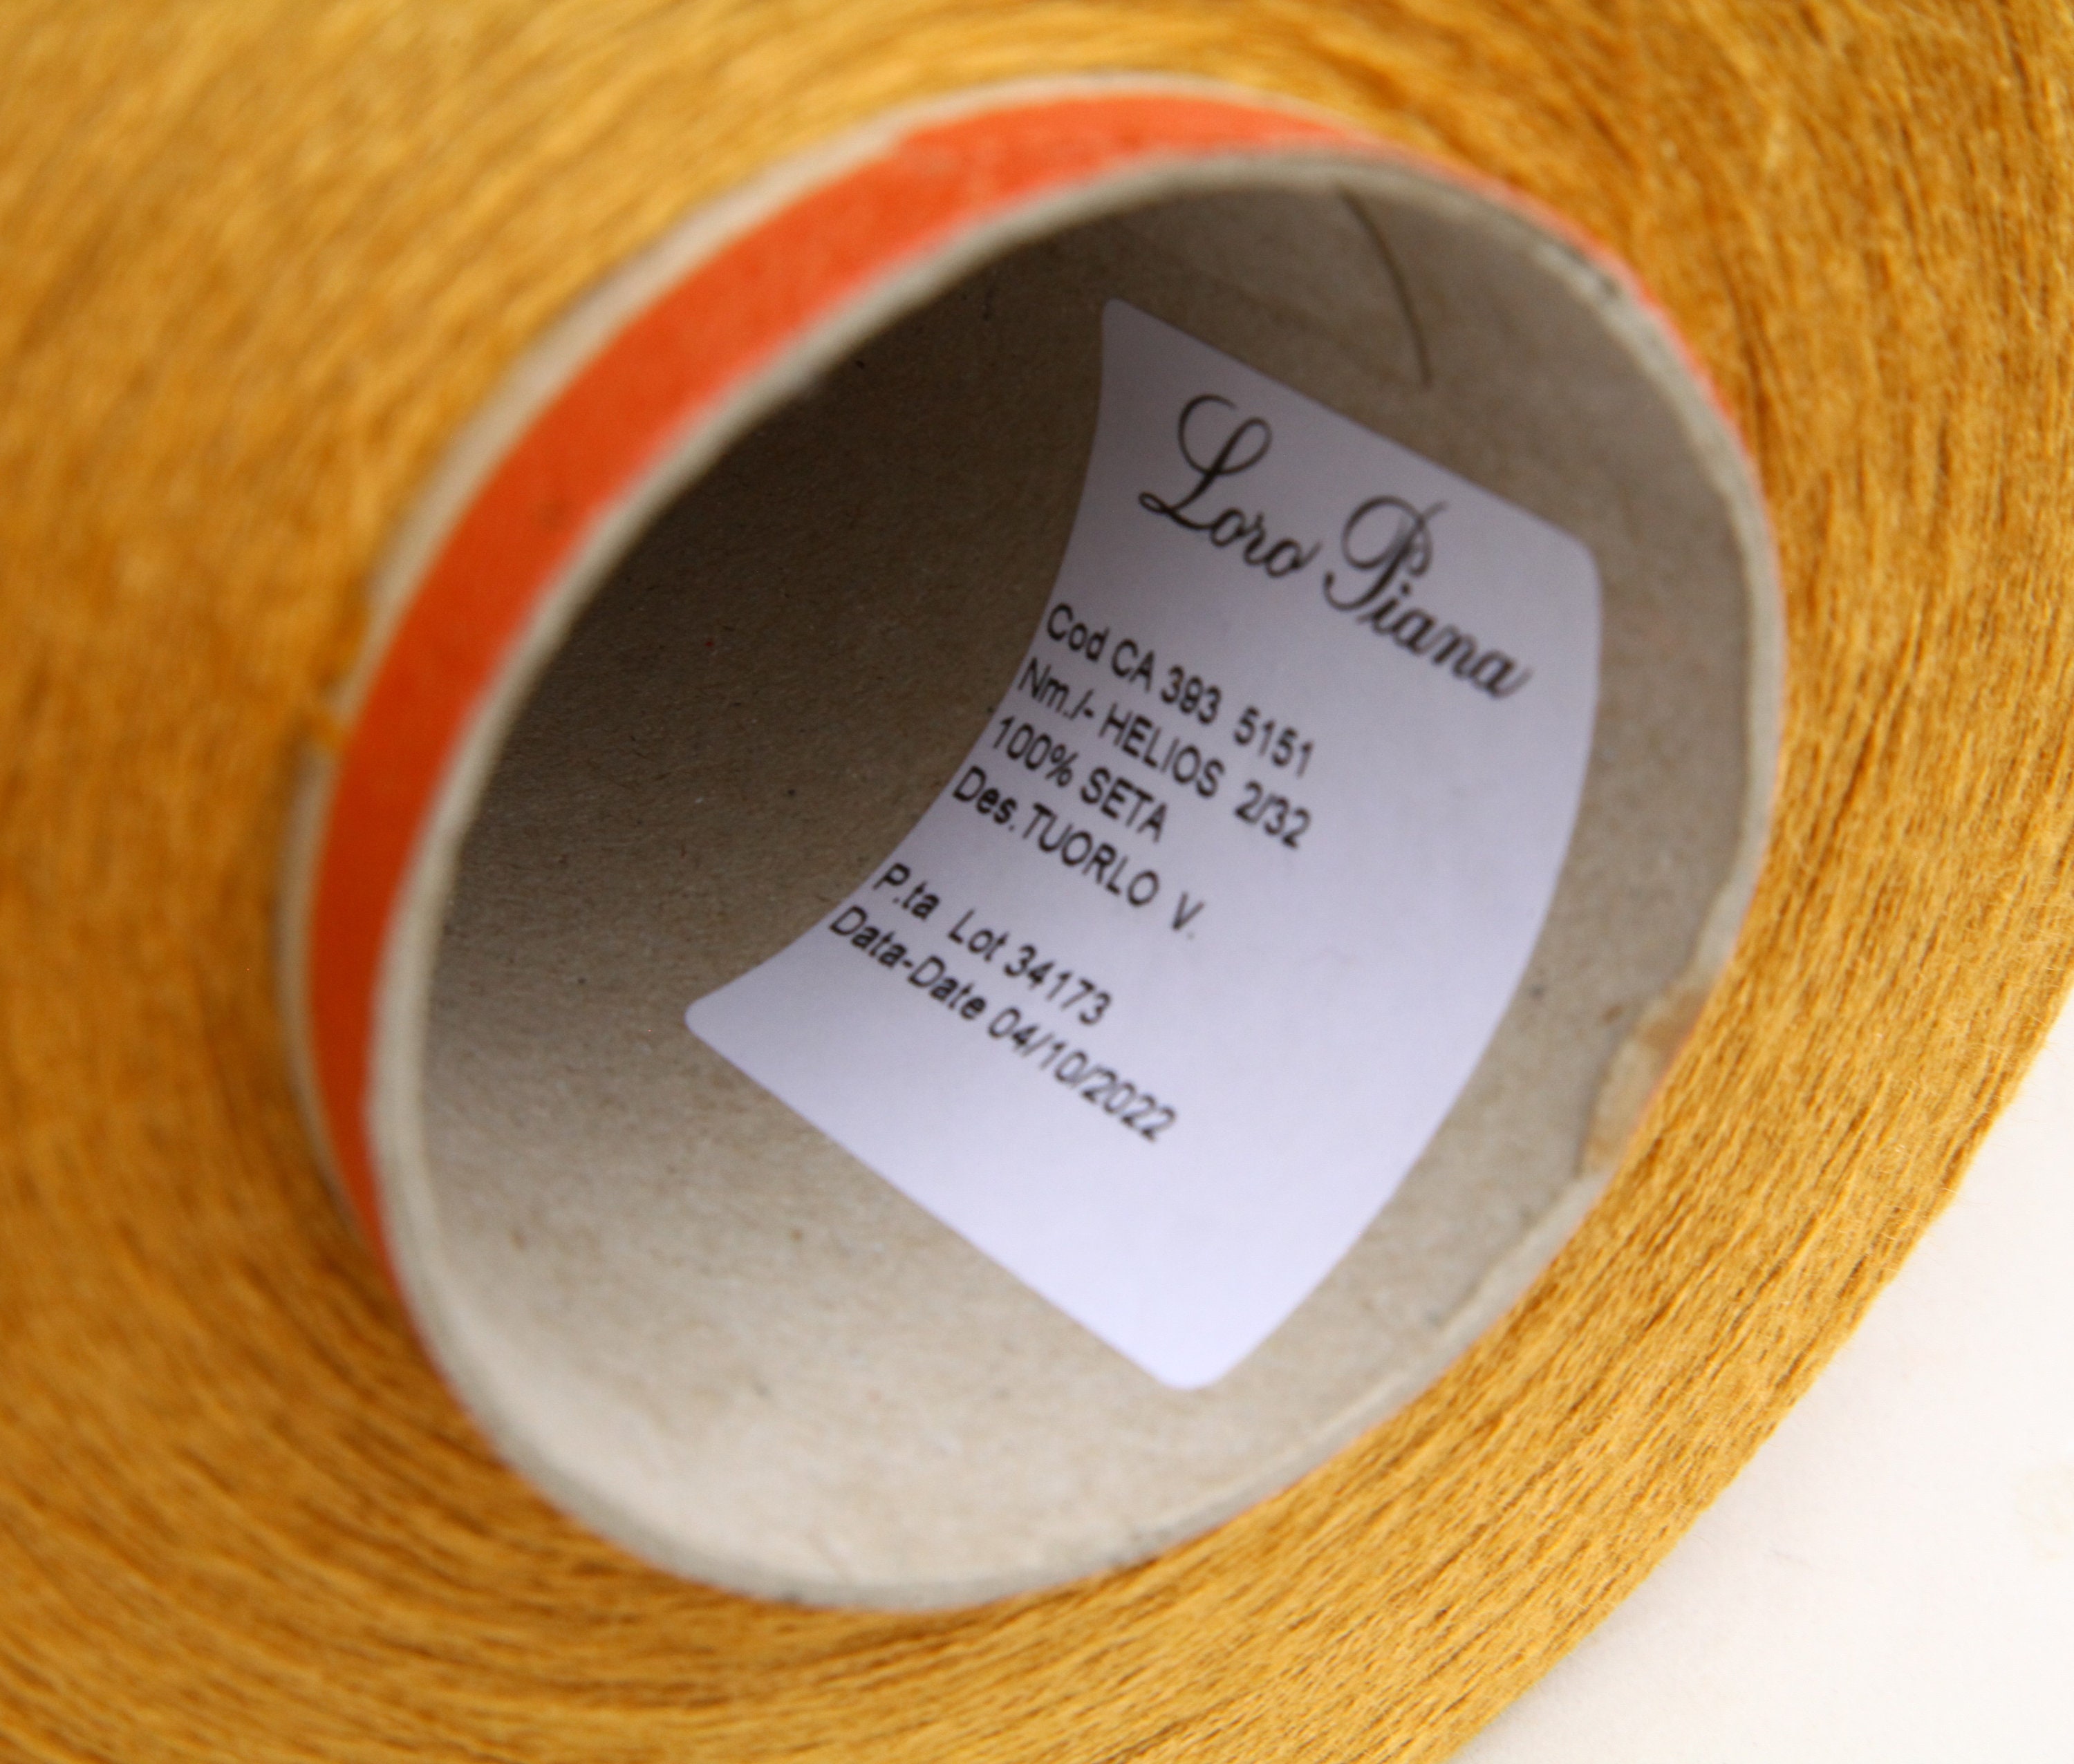 Loro Piana
Cod CA 393 5151
Nm./- HELIOS 2/32
100% SETA
Des.TUORLO V.
P.ta Lot 34173
Data-Date 04/10/2022